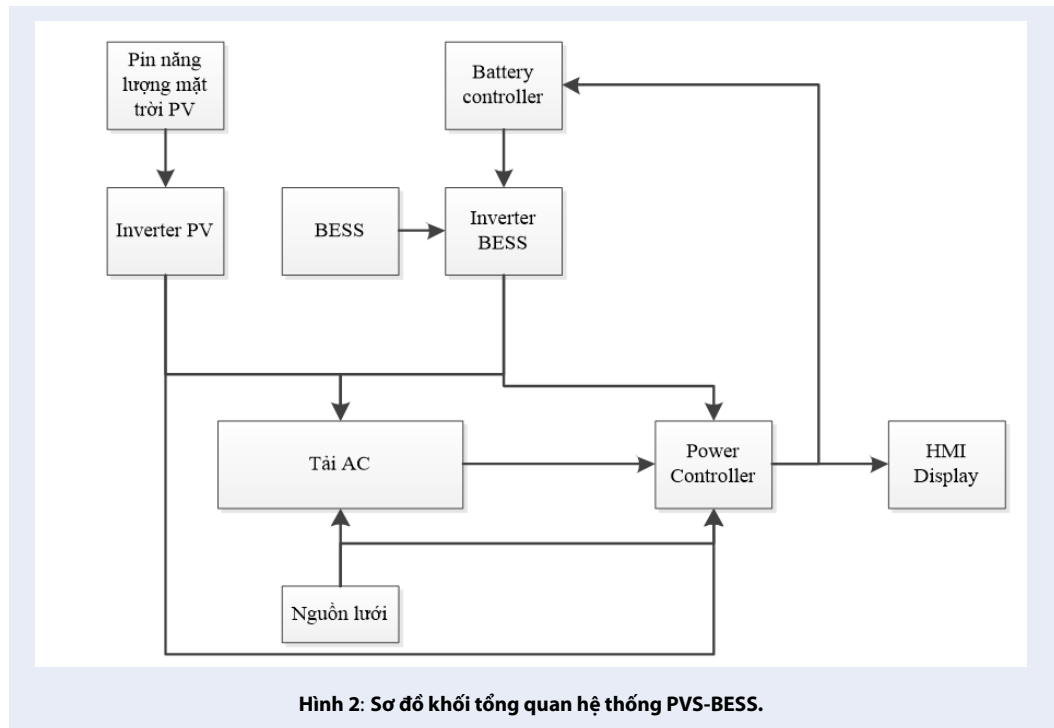 Pin năng
lượng mặt
trời PV
Battery
controller
Inverter PV
BESS
Inverter
BESS
Tải AC
Power
Controller
HMI
Display
Nguồn lưới
Hình 2: Sơ đồ khối tổng quan hệ thống PVS-BESS.